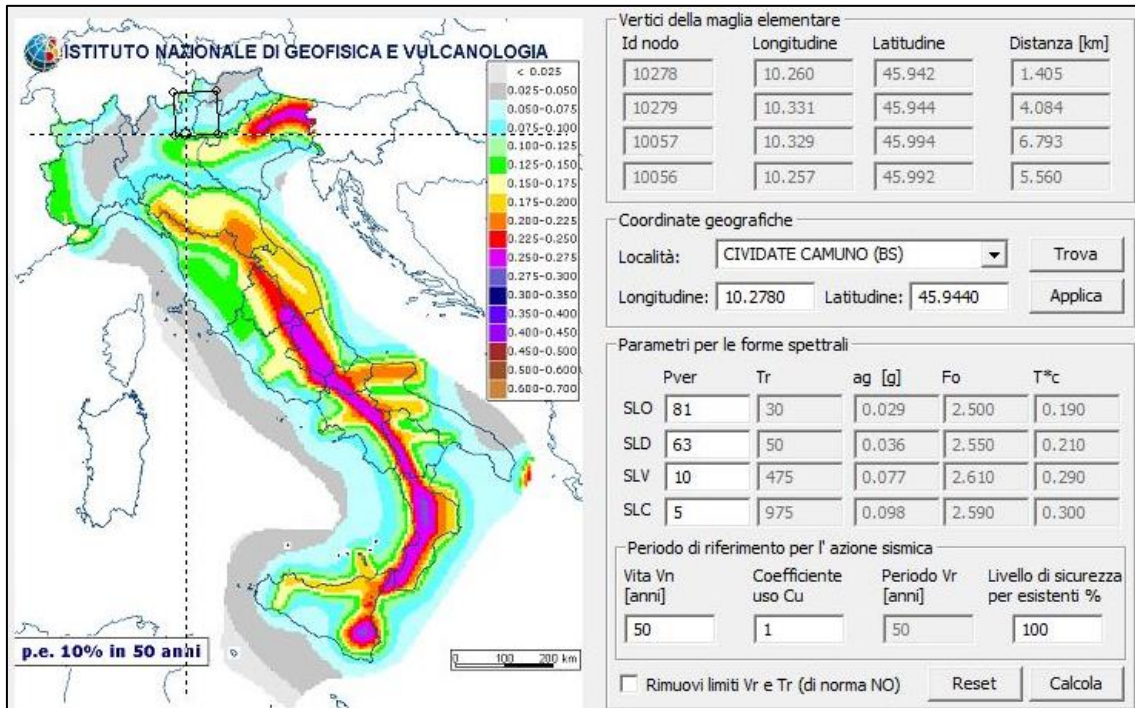 ISTITUTO NAZIONALE DI GEOFISICA E VULCANOLOGIA
< 0.025
0.025-0.050
0.050-0.075
0.075-0.100
0.100-0.125
0.125-0.150
0.150-0.175
0.175-0.200
0.200-0.225
0.225-0.250
0.250-0.275
0.275-0.300
0.300-0.350
0.350-0.400
0.400-0.450
0.450-0.500
0.500-0.600
0.600-0.700
p.e. 10% in 50 anni
0 100 200 km
Vertici della maglia elementare
Id nodo Longitudine Latitudine Distanza [km]
10278 10.260 45.942 1.405
10279 10.331 45.944 4.084
10057 10.329 45.994 6.793
10056 10.257 45.992 5.560
Coordinate geografiche
Località: CIVIDATE CAMUNO (BS) Trova
Longitudine: 10.2780 Latitudine: 45.9440 Applica
Parametri per le forme spettrali
Pver Tr ag [g] Fo T*c
SLO 81 30 0.029 2.500 0.190
SLD 63 50 0.036 2.550 0.210
SLV 10 475 0.077 2.610 0.290
SLC 5 975 0.098 2.590 0.300
Periodo di riferimento per l' azione sismica
Vita Vn Coefficiente Periodo Vr Livello di sicurezza
[anni] uso Cu [anni] per esistenti %
50 1 50 100
Rimuovi limiti Vr e Tr (di norma NO) Reset Calcola